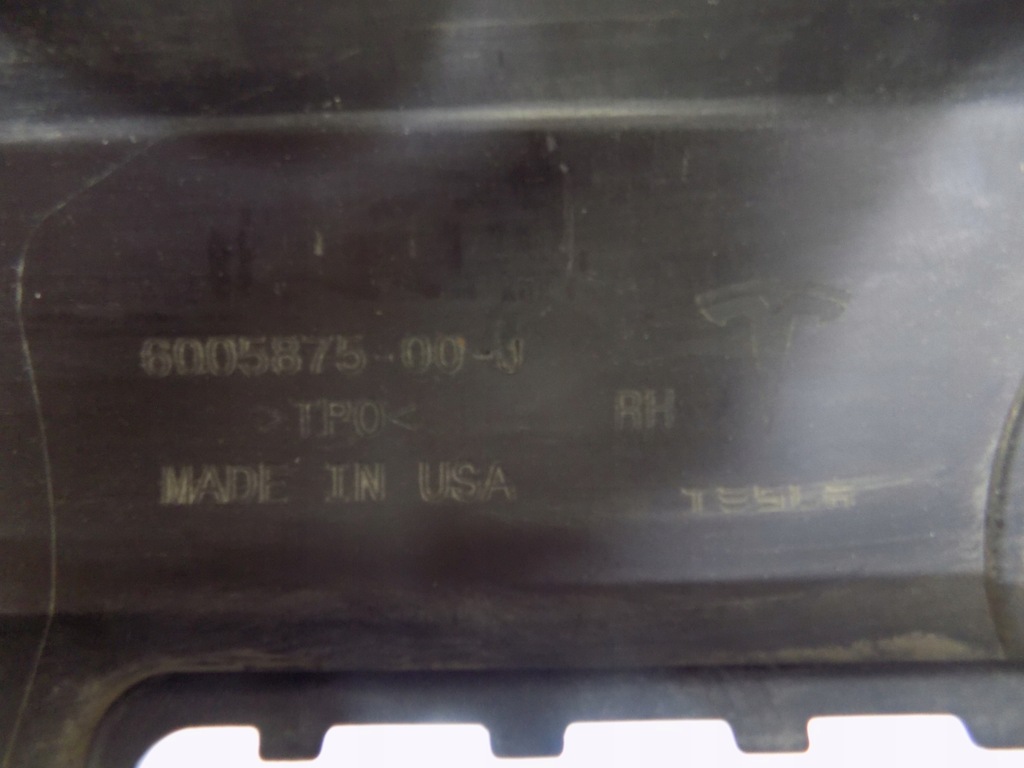 6005875-00-J
>TPO<
RH
MADE IN USA
TESLA